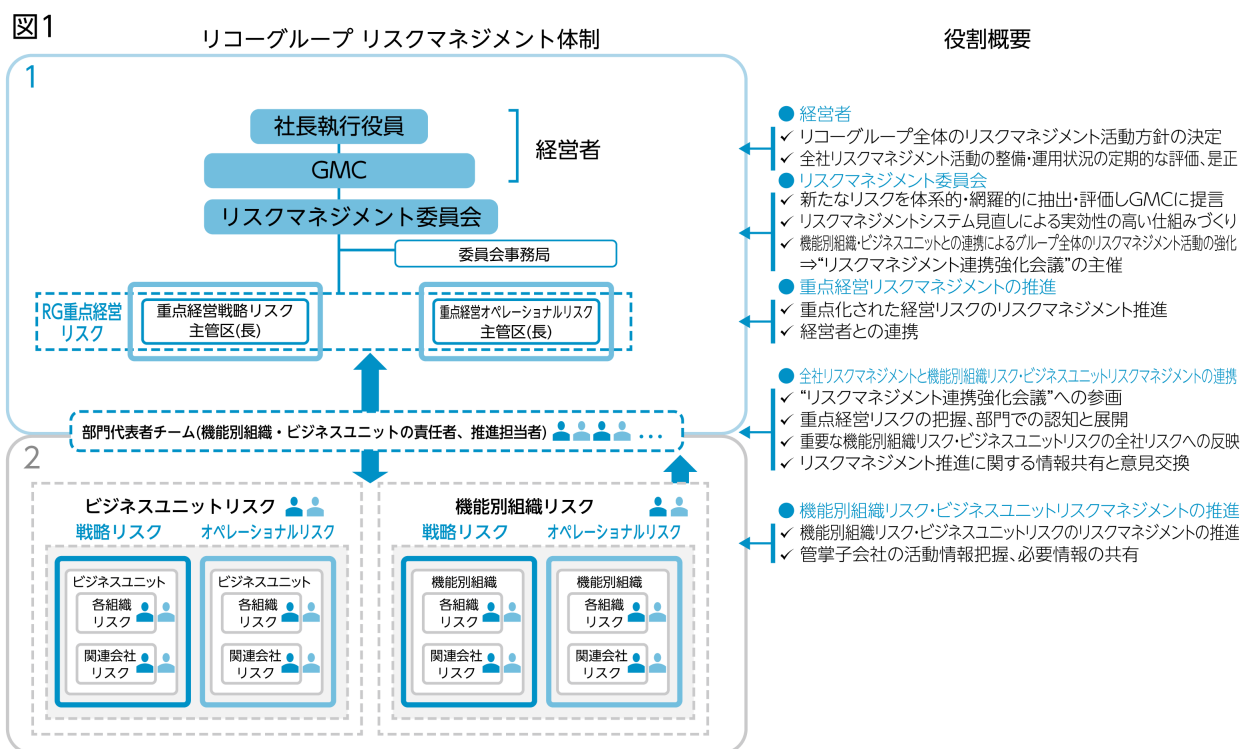 図1
リコーグループ リスクマネジメント体制
役割概要
1
社長執行役員
GMC
経営者
リスクマネジメント委員会
委員会事務局
RG重点経営
リスク
重点経営戦略リスク
主管区(長)
重点経営オペレーショナルリスク
主管区(長)
部門代表者チーム(機能別組織・ビジネスユニットの責任者、推進担当者) ...
2
ビジネスユニットリスク
戦略リスク
オペレーショナルリスク
ビジネスユニット
各組織
リスク
関連会社
リスク
ビジネスユニット
各組織
リスク
関連会社
リスク
機能別組織リスク
戦略リスク
オペレーショナルリスク
機能別組織
各組織
リスク
関連会社
リスク
機能別組織
各組織
リスク
関連会社
リスク
● 経営者
✓ リコーグループ全体のリスクマネジメント活動方針の決定
✓ 全社リスクマネジメント活動の整備・運用状況の定期的な評価、是正
● リスクマネジメント委員会
✓ 新たなリスクを体系的・網羅的に抽出・評価しGMCに提言
✓ リスクマネジメントシステム見直しによる実効性の高い仕組みづくり
✓ 機能別組織・ビジネスユニットとの連携によるグループ全体のリスクマネジメント活動の強化
⇒“リスクマネジメント連携強化会議”の主催
● 重点経営リスクマネジメントの推進
✓ 重点化された経営リスクのリスクマネジメント推進
✓ 経営者との連携
● 全社リスクマネジメントと機能別組織リスク・ビジネスユニットリスクマネジメントの連携
✓ “リスクマネジメント連携強化会議”への参画
✓ 重点経営リスクの把握、部門での認知と展開
✓ 重要な機能別組織リスク・ビジネスユニットリスクの全社リスクへの反映
✓ リスクマネジメント推進に関する情報共有と意見交換
● 機能別組織リスク・ビジネスユニットリスクマネジメントの推進
✓ 機能別組織リスク・ビジネスユニットリスクのリスクマネジメントの推進
✓ 管掌子会社の活動情報把握、必要情報の共有